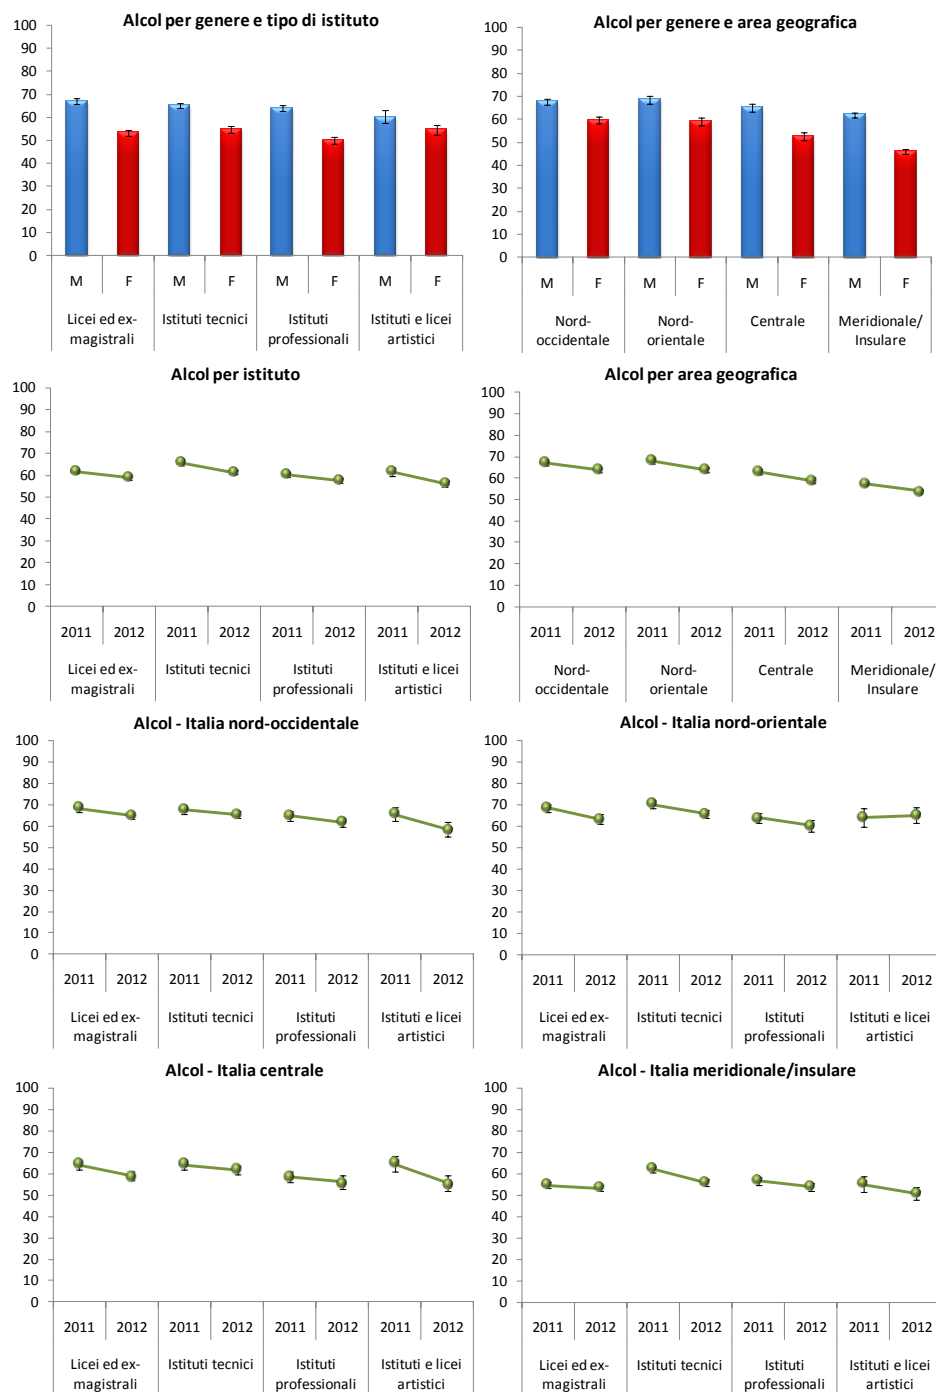 Alcol per genere e tipo di istituto
100
90
80
70
60
50
40
30
20
10
0
M F M F M F M F
Licei ed ex- Istituti tecnici Istituti Istituti e licei
magistrali professionali artistici
Alcol per genere e area geografica
100
90
80
70
60
50
40
30
20
10
0
M F M F M F M F
Nord- Nord- Centrale Meridionale/
occidentale orientale Insulare
Alcol per istituto
100
90
80
70
60
50
40
30
20
10
0
2011 2012 2011 2012 2011 2012 2011 2012
Licei ed ex- Istituti tecnici Istituti Istituti e licei
magistrali professionali artistici
Alcol per area geografica
100
90
80
70
60
50
40
30
20
10
0
2011 2012 2011 2012 2011 2012 2011 2012
Nord- Nord- Centrale Meridionale/
occidentale orientale Insulare
Alcol - Italia nord-occidentale
100
90
80
70
60
50
40
30
20
10
0
2011 2012 2011 2012 2011 2012 2011 2012
Licei ed ex- Istituti tecnici Istituti Istituti e licei
magistrali professionali artistici
Alcol - Italia nord-orientale
100
90
80
70
60
50
40
30
20
10
0
2011 2012 2011 2012 2011 2012 2011 2012
Licei ed ex- Istituti tecnici Istituti Istituti e licei
magistrali professionali artistici
Alcol - Italia centrale
100
90
80
70
60
50
40
30
20
10
0
2011 2012 2011 2012 2011 2012 2011 2012
Licei ed ex- Istituti tecnici Istituti Istituti e licei
magistrali professionali artistici
Alcol - Italia meridionale/insulare
100
90
80
70
60
50
40
30
20
10
0
2011 2012 2011 2012 2011 2012 2011 2012
Licei ed ex- Istituti tecnici Istituti Istituti e licei
magistrali professionali artistici